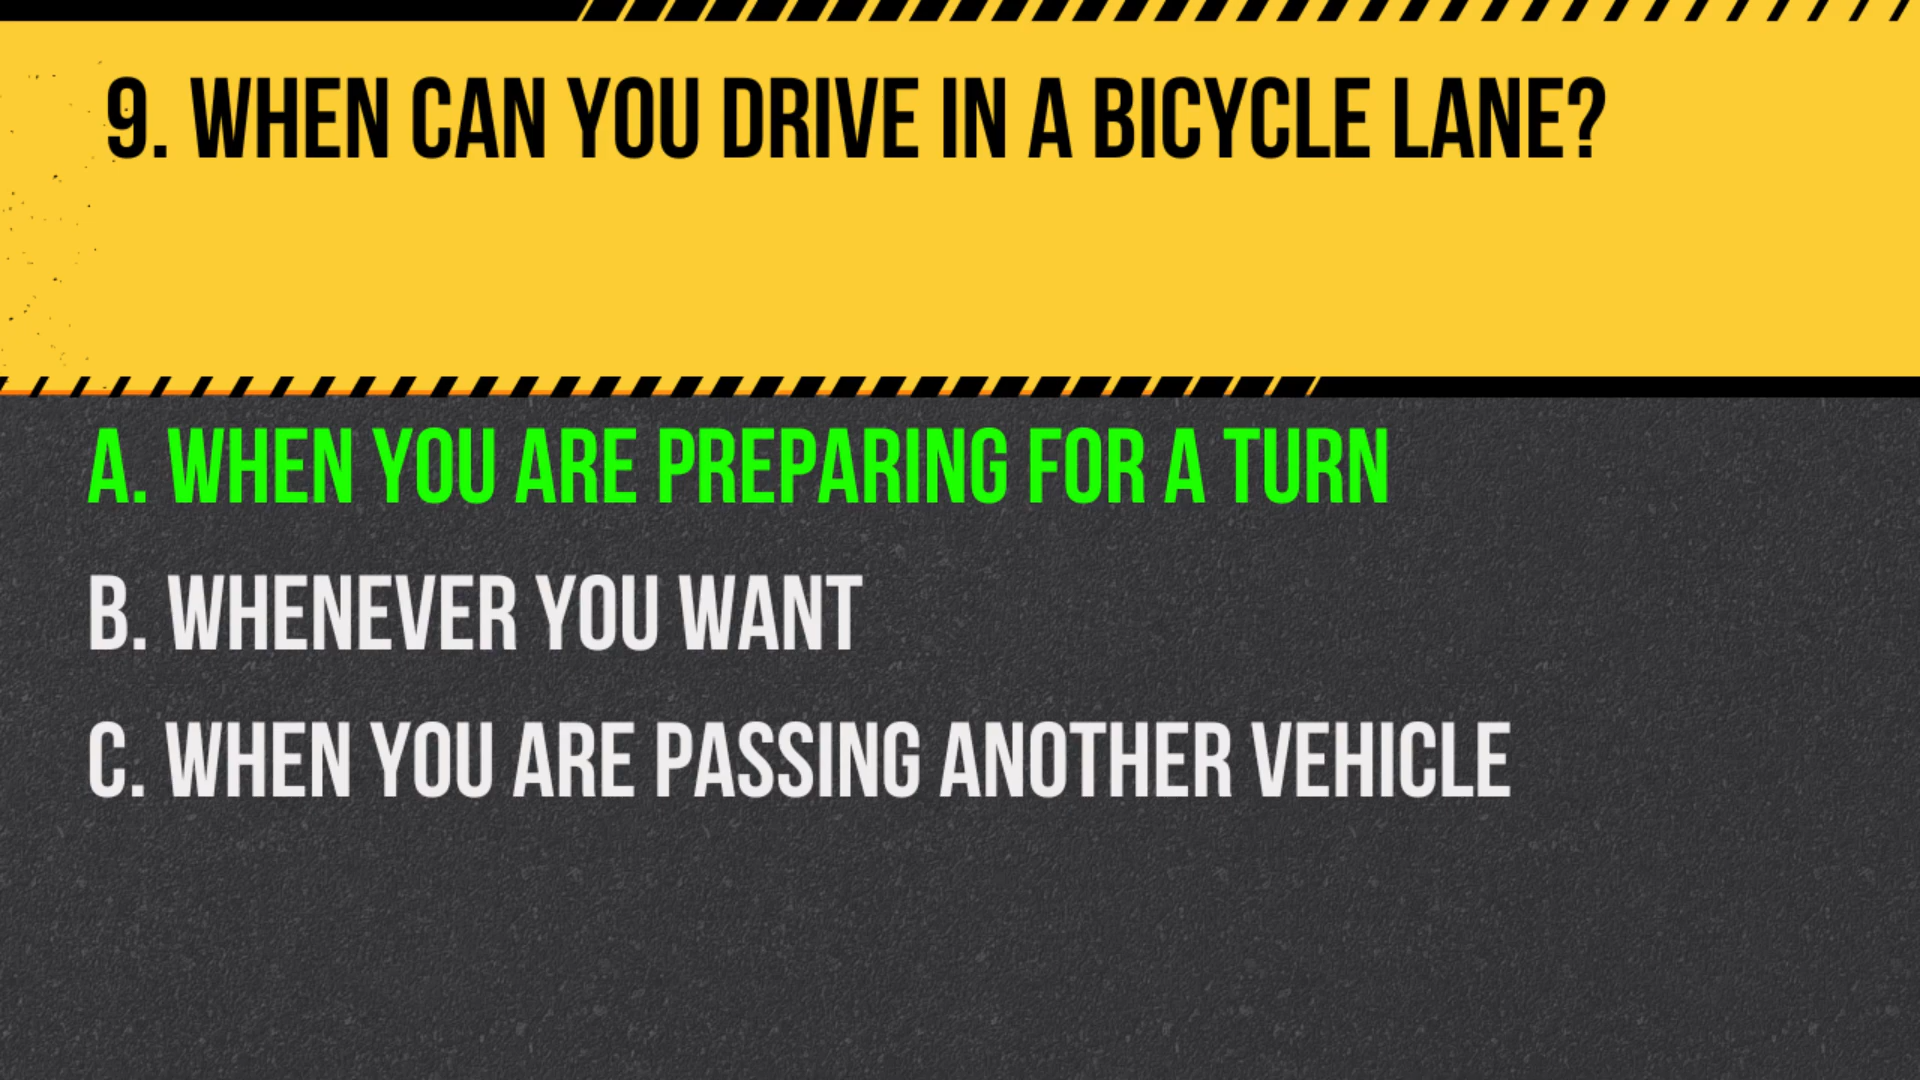 9. WHEN CAN YOU DRIVE IN A BICYCLE LANE?
A. WHEN YOU ARE PREPARING FOR A TURN
B. WHENEVER YOU WANT
C. WHEN YOU ARE PASSING ANOTHER VEHICLE